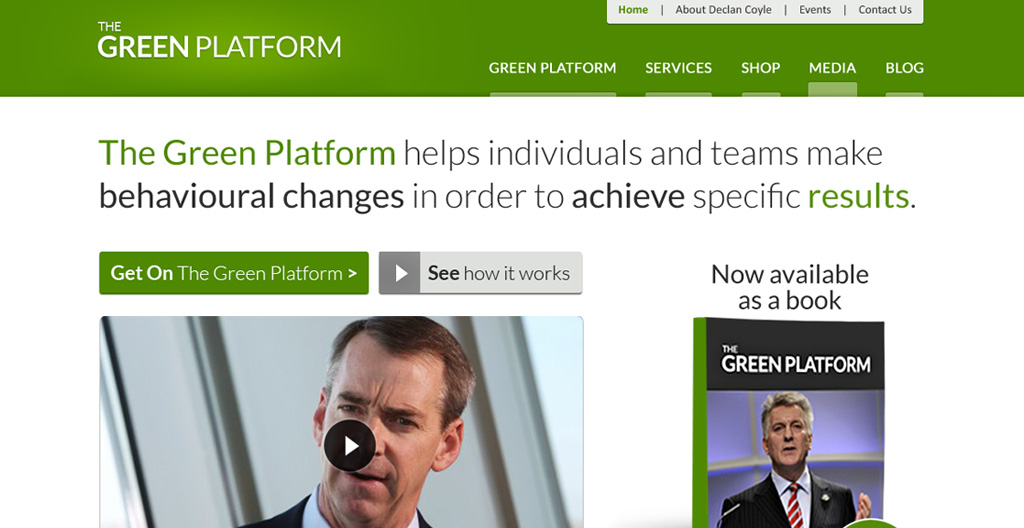 THE
GREEN PLATFORM
Home | About Declan Coyle | Events | Contact Us
GREEN PLATFORM SERVICES SHOP MEDIA BLOG
The Green Platform helps individuals and teams make
behavioural changes in order to achieve specific results.
Get On The Green Platform >
See how it works
Now available
as a book
THE
GREEN PLATFORM